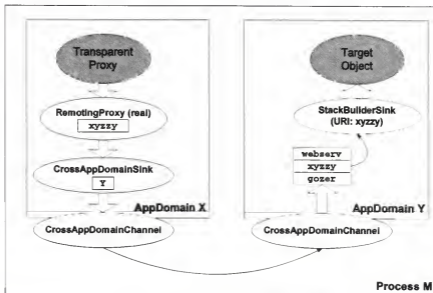 Transparent
Proxy
RemotingProxy (real)
xyzzy
CrossAppDomainSink
Y
AppDomain X
CrossAppDomainChannel
Target
Object
StackBuilderSink
(URI: xyzzy)
webserv
xyzzy
gozer
AppDomain Y
CrossAppDomainChannel
Process M